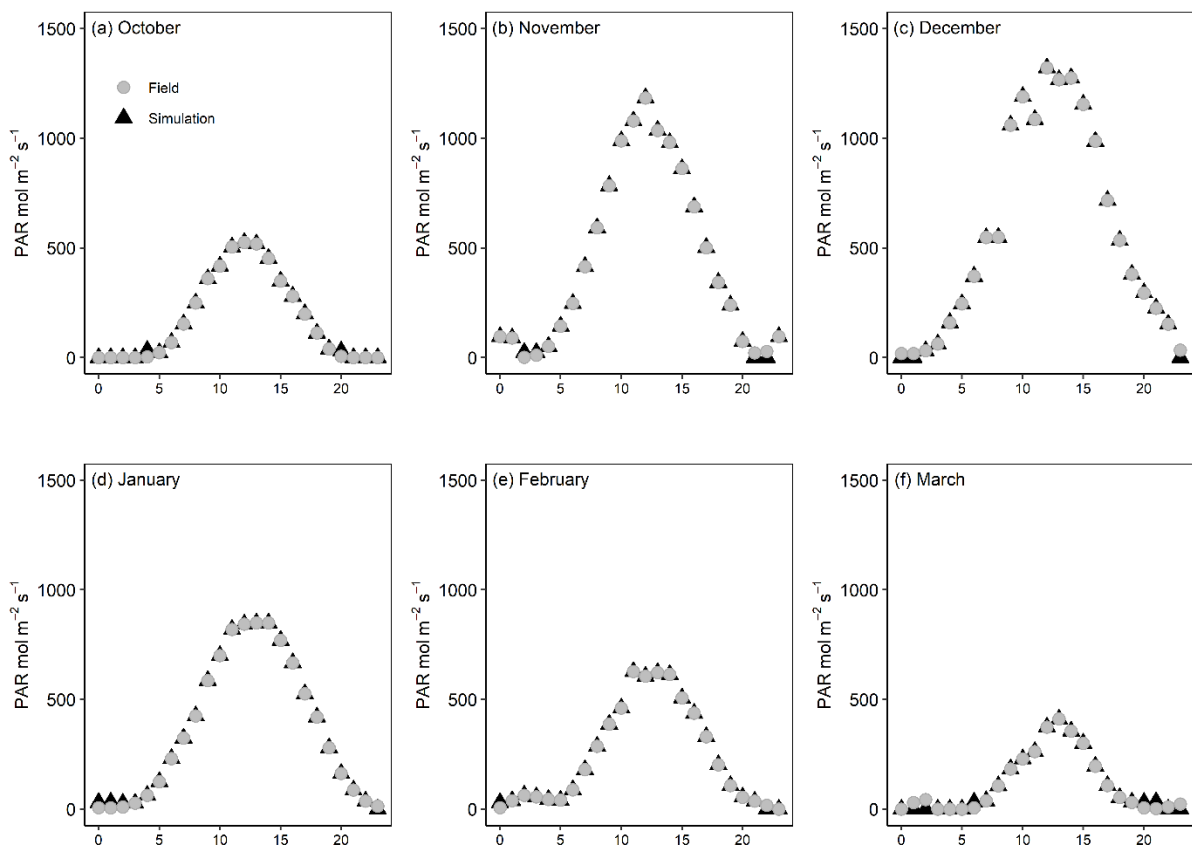 (a) October
1500
1000
500
0
PAR mol m⁻² s⁻¹
Field
Simulation
0 5 10 15 20
(b) November
1500
1000
500
0
PAR mol m⁻² s⁻¹
0 5 10 15 20
(c) December
1500
1000
500
0
PAR mol m⁻² s⁻¹
0 5 10 15 20
(d) January
1500
1000
500
0
PAR mol m⁻² s⁻¹
0 5 10 15 20
(e) February
1500
1000
500
0
PAR mol m⁻² s⁻¹
0 5 10 15 20
(f) March
1500
1000
500
0
PAR mol m⁻² s⁻¹
0 5 10 15 20